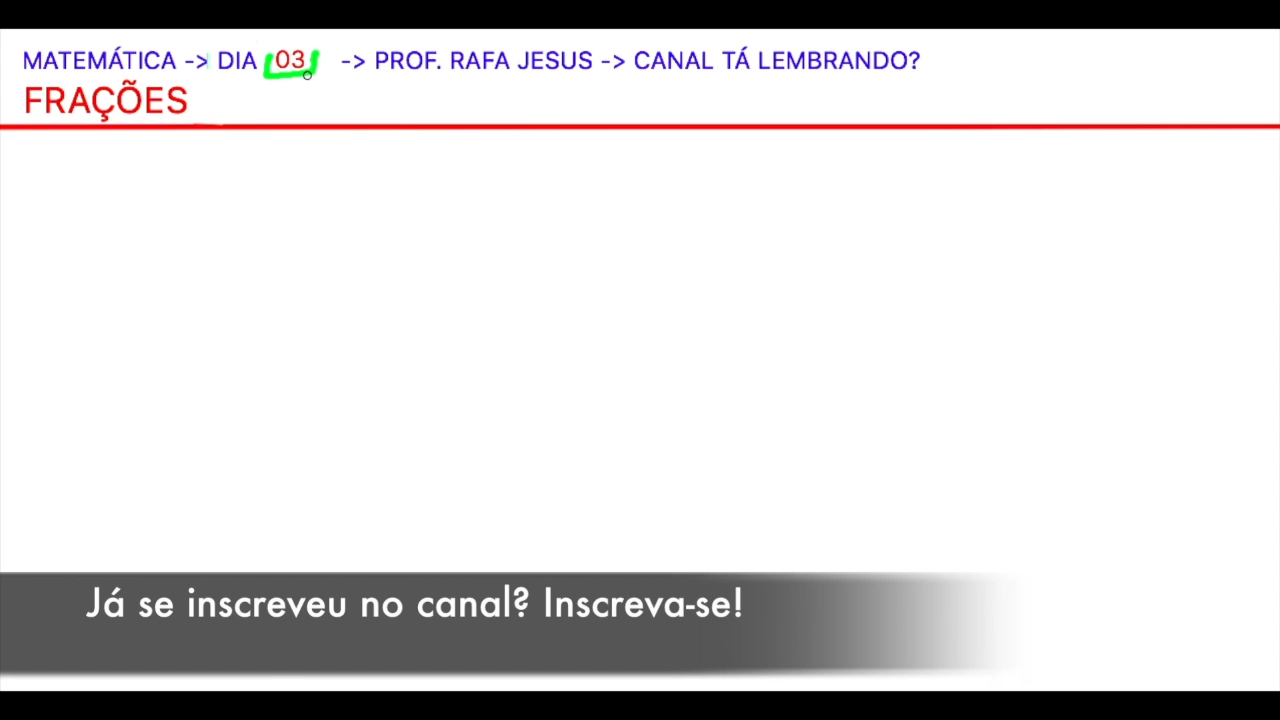 MATEMÁTICA -> DIA 03 -> PROF. RAFA JESUS -> CANAL TÁ LEMBRANDO?
FRAÇÕES
Já se inscreveu no canal? Inscreva-se!